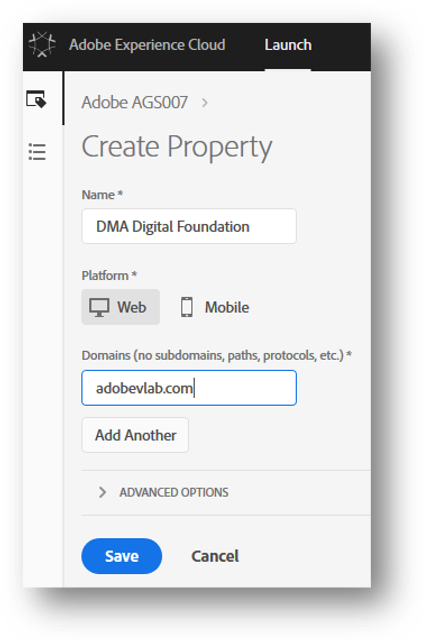 Adobe Experience Cloud Launch
Adobe AGS007 >
Create Property
Name *
DMA Digital Foundation
Platform *
Web Mobile
Domains (no subdomains, paths, protocols, etc.) *
adobevlab.com
Add Another
> ADVANCED OPTIONS
Save Cancel